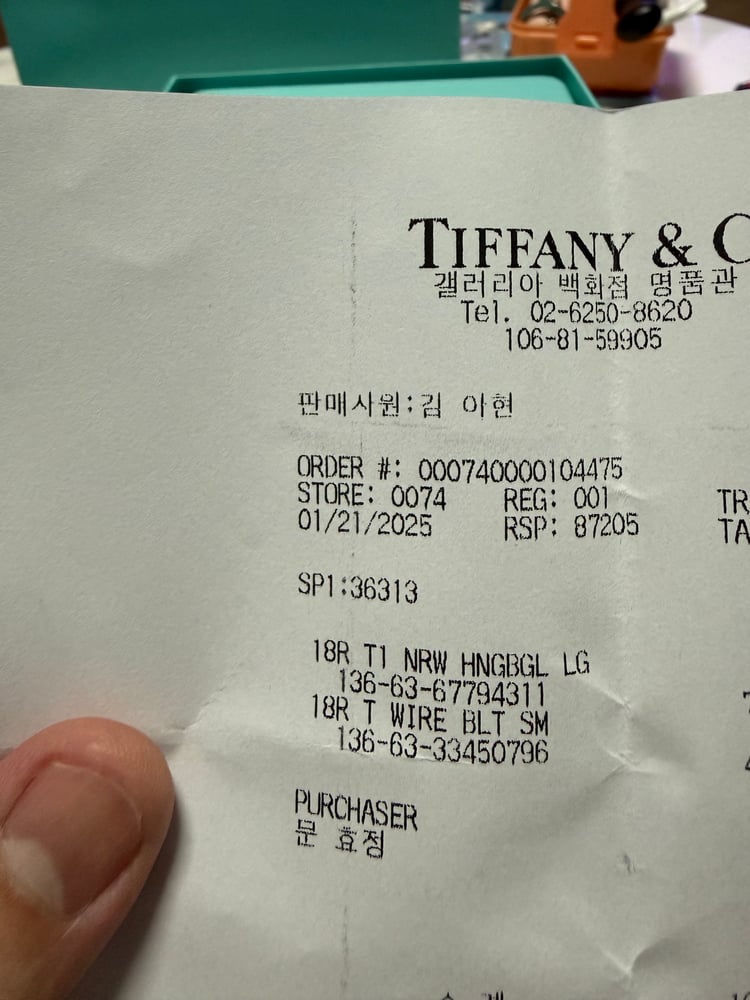 TIFFANY & C
갤러리아 백화점 명품관
Tel. 02-6250-8620
106-81-59905
판매사원:김 아현
ORDER #: 000740000104475
STORE: 0074 REG: 001 TR
01/21/2025 RSP: 87205 TA
SP1:36313
18R T1 NRW HNGBGL LG
136-63-67794311
18R T WIRE BLT SM
136-63-33450796
PURCHASER
문 효정